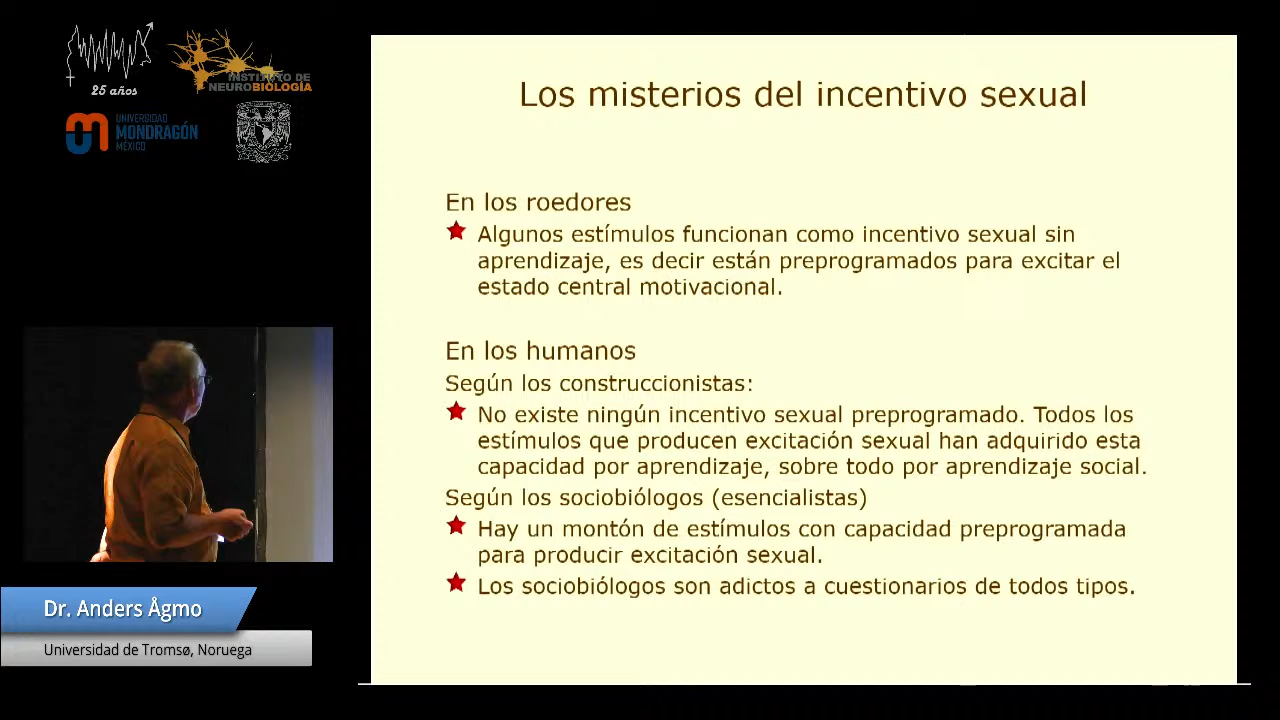 25 años
INSTITUTO DE
NEUROBIOLOGÍA
UNIVERSIDAD
MONDRAGÓN
MÉXICO
Los misterios del incentivo sexual
En los roedores
Algunos estímulos funcionan como incentivo sexual sin
aprendizaje, es decir están preprogramados para excitar el
estado central motivacional.
En los humanos
Según los construccionistas:
No existe ningún incentivo sexual preprogramado. Todos los
estímulos que producen excitación sexual han adquirido esta
capacidad por aprendizaje, sobre todo por aprendizaje social.
Según los sociobiólogos (esencialistas)
Hay un montón de estímulos con capacidad preprogramada
para producir excitación sexual.
Los sociobiólogos son adictos a cuestionarios de todos tipos.
Dr. Anders Ågmo
Universidad de Tromsø, Noruega